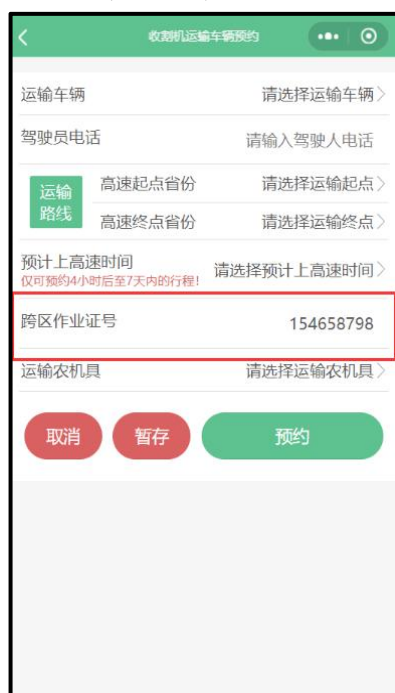 收割机运输车辆预约
运输车辆 请选择运输车辆
驾驶员电话 请输入驾驶人电话
运输路线
高速起点省份 请选择运输起点
高速终点省份 请选择运输终点
预计上高速时间 请选择预计上高速时间
仅可预约4小时后至7天内的行程!
跨区作业证号 154658798
运输农机具 请选择运输农机具
取消 暂存 预约